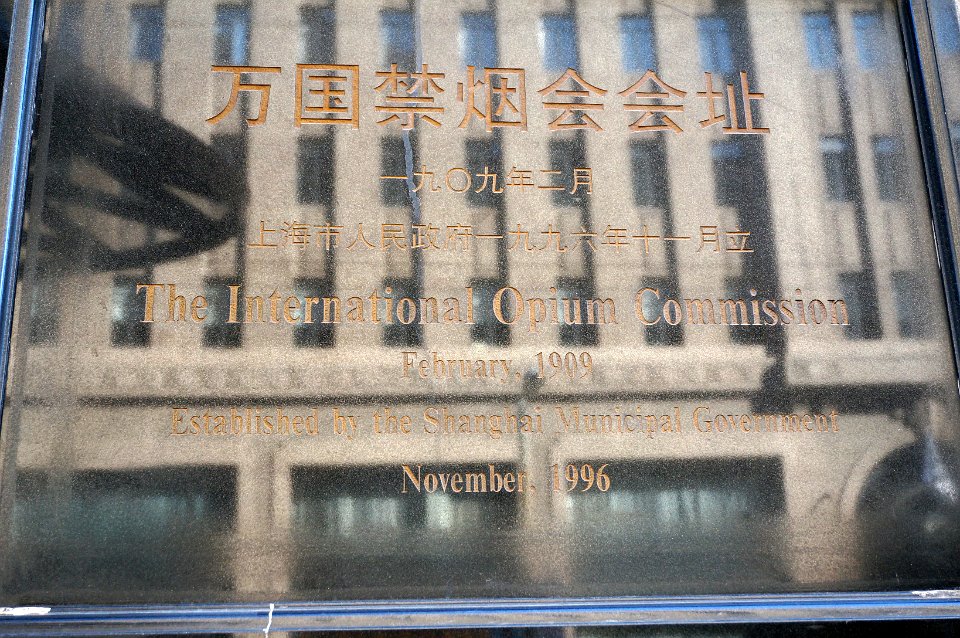 万国禁烟会会址
一九〇九年二月
上海市人民政府一九九六年十一月立
The International Opium Commission
February, 1909
Established by the Shanghai Municipal Government
November, 1996